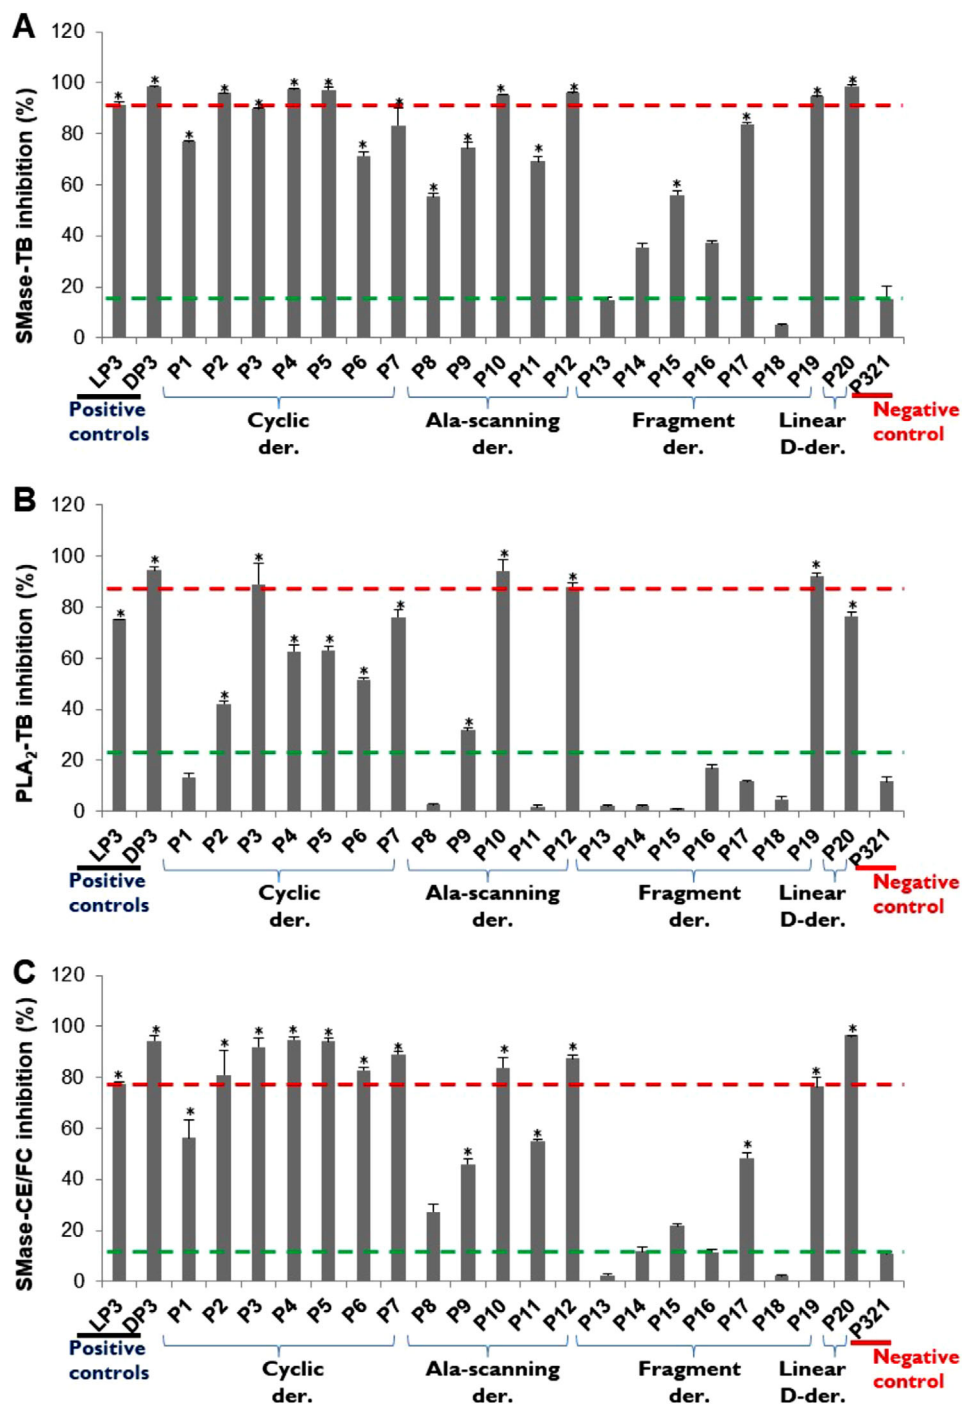 A
SMase-TB inhibition (%)
120
100
80
60
40
20
0
LP3 DP3 P1 P2 P3 P4 P5 P6 P7 P8 P9 P10 P11 P12 P13 P14 P15 P16 P17 P18 P19 P20 P321
Positive controls
Cyclic der.
Ala-scanning der.
Fragment der.
Linear D-der.
Negative control
B
PLA₂-TB inhibition (%)
120
100
80
60
40
20
0
LP3 DP3 P1 P2 P3 P4 P5 P6 P7 P8 P9 P10 P11 P12 P13 P14 P15 P16 P17 P18 P19 P20 P321
Positive controls
Cyclic der.
Ala-scanning der.
Fragment der.
Linear D-der.
Negative control
C
SMase-CE/FC inhibition (%)
120
100
80
60
40
20
0
LP3 DP3 P1 P2 P3 P4 P5 P6 P7 P8 P9 P10 P11 P12 P13 P14 P15 P16 P17 P18 P19 P20 P321
Positive controls
Cyclic der.
Ala-scanning der.
Fragment der.
Linear D-der.
Negative control